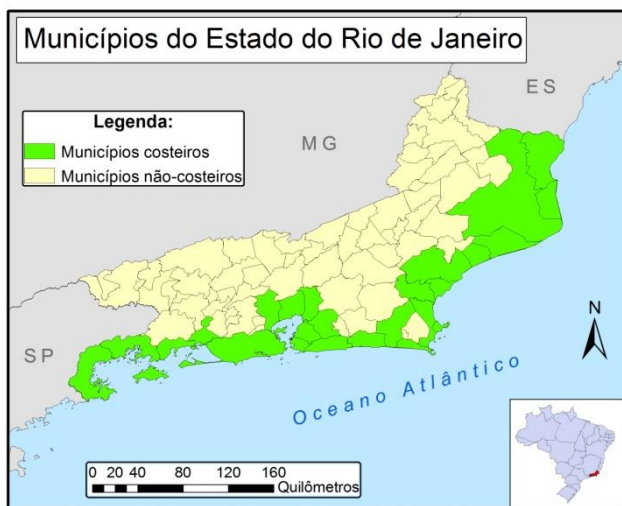 Municípios do Estado do Rio de Janeiro
Legenda:
Municípios costeiros
Municípios não-costeiros
MG
ES
SP
N
Oceano Atlântico
0 20 40 80 120 160
Quilômetros